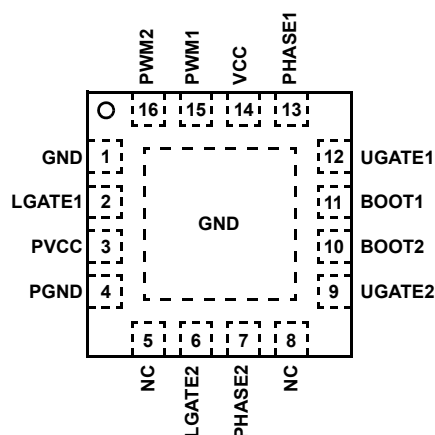 PWM2
PWM1
VCC
PHASE1
16
15
14
13
GND
1
12
UGATE1
LGATE1
2
11
BOOT1
GND
PVCC
3
10
BOOT2
PGND
4
9
UGATE2
5
6
7
8
NC
LGATE2
PHASE2
NC